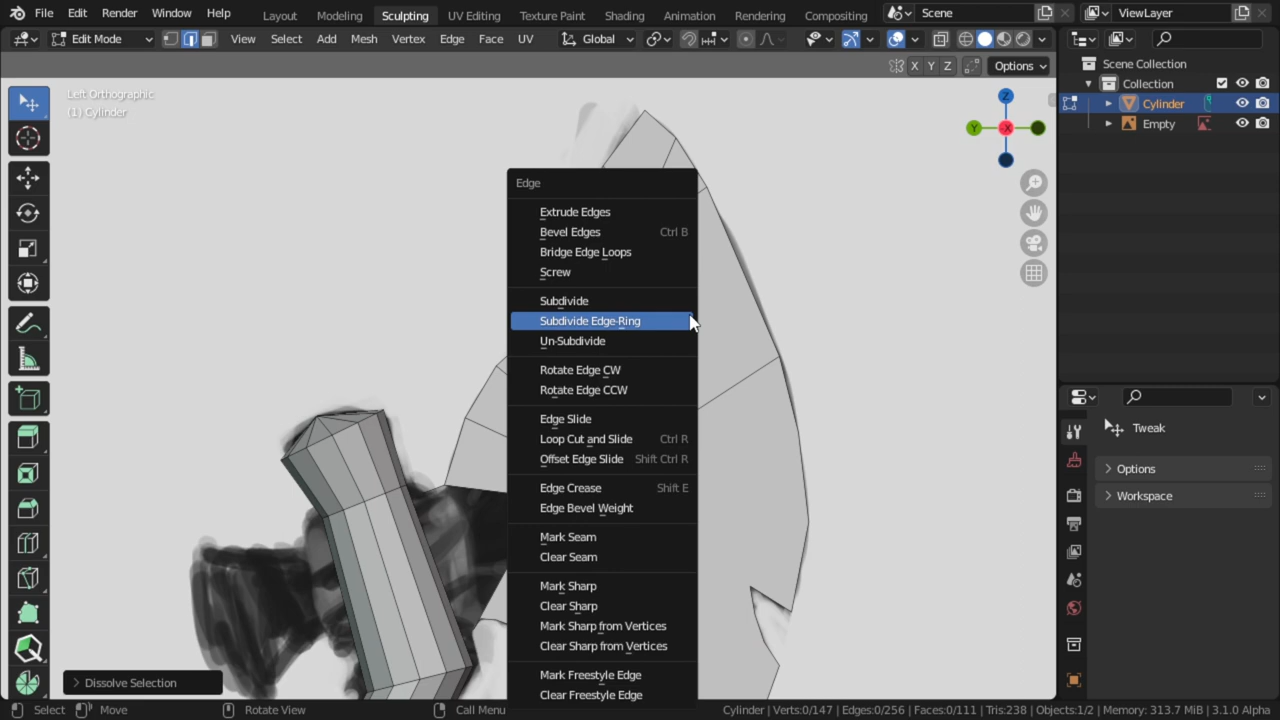 File Edit Render Window Help Layout Modeling Sculpting UV Editing Texture Paint Shading Animation Rendering Compositing Scene ViewLayer
Edit Mode View Select Add Mesh Vertex Edge Face UV Global
X Y Z Options
Left Orthographic
(1) Cylinder
Scene Collection
Collection
Cylinder
Empty
Z
Y
-X
Edge
Extrude Edges
Bevel Edges Ctrl B
Bridge Edge Loops
Screw
Subdivide
Subdivide Edge-Ring
Un-Subdivide
Rotate Edge CW
Rotate Edge CCW
Edge Slide
Loop Cut and Slide Ctrl R
Offset Edge Slide Shift Ctrl R
Edge Crease Shift E
Edge Bevel Weight
Mark Seam
Clear Seam
Mark Sharp
Clear Sharp
Mark Sharp from Vertices
Clear Sharp from Vertices
Mark Freestyle Edge
Clear Freestyle Edge
Tweak
Options
Workspace
Dissolve Selection
Select Move Rotate View Call Menu Cylinder | Verts:0/147 | Edges:0/256 | Faces:0/111 | Tris:238 | Objects:1/2 | Memory: 313.7 MiB | 3.1.0 Alpha